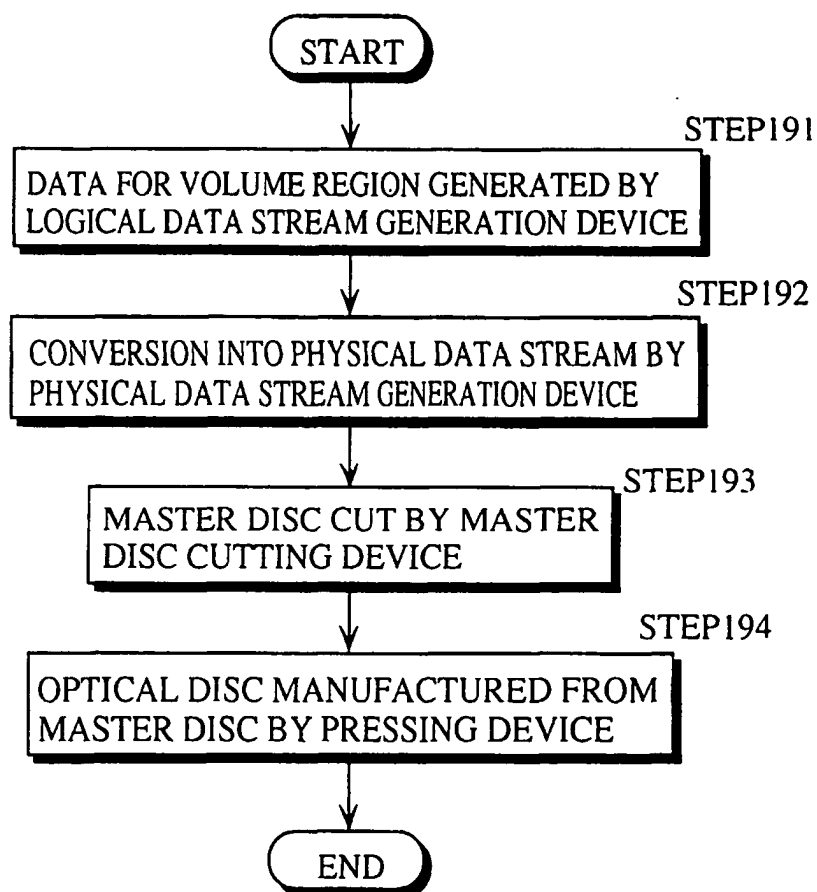 START
STEP191
DATA FOR VOLUME REGION GENERATED BY
LOGICAL DATA STREAM GENERATION DEVICE
STEP192
CONVERSION INTO PHYSICAL DATA STREAM BY
PHYSICAL DATA STREAM GENERATION DEVICE
STEP193
MASTER DISC CUT BY MASTER
DISC CUTTING DEVICE
STEP194
OPTICAL DISC MANUFACTURED FROM
MASTER DISC BY PRESSING DEVICE
END